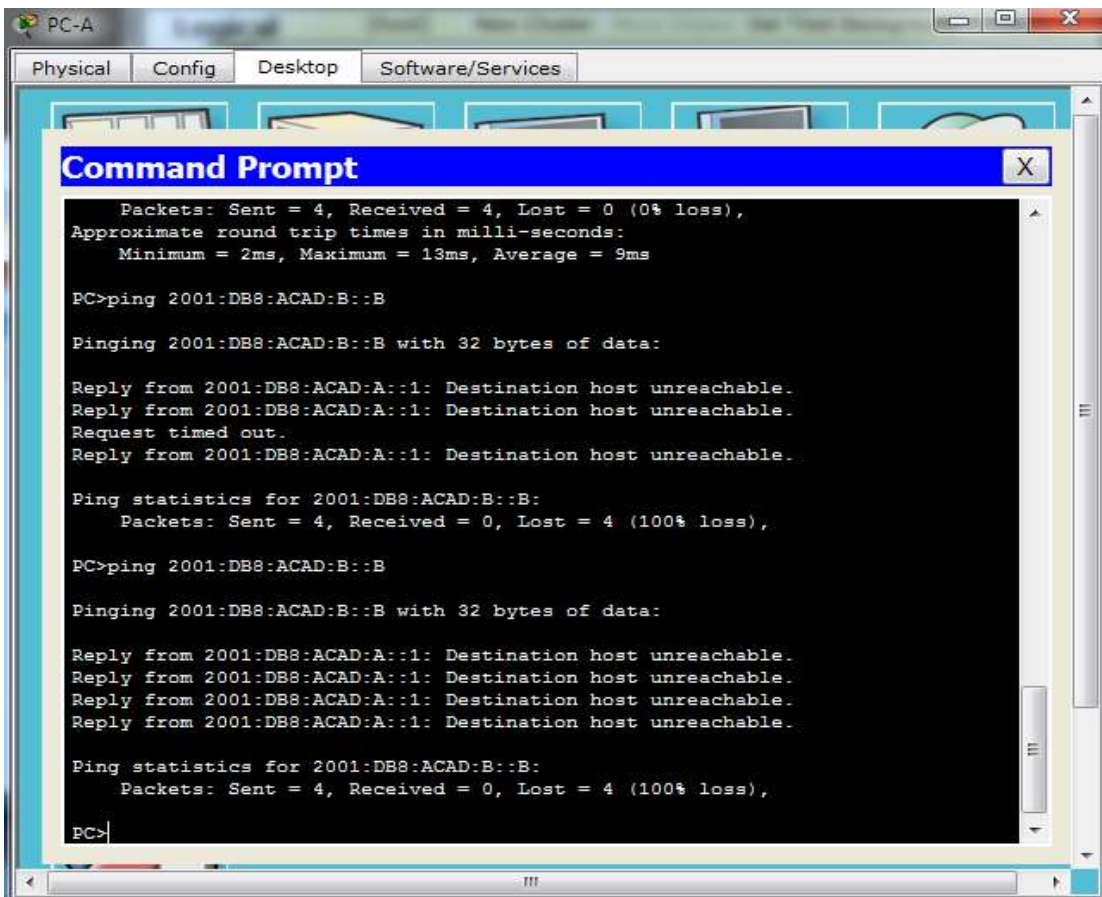 PC-A
Physical Config Desktop Software/Services
Command Prompt X
Packets: Sent = 4, Received = 4, Lost = 0 (0% loss),
Approximate round trip times in milli-seconds:
Minimum = 2ms, Maximum = 13ms, Average = 9ms
PC>ping 2001:DB8:ACAD:B::B
Pinging 2001:DB8:ACAD:B::B with 32 bytes of data:
Reply from 2001:DB8:ACAD:A::1: Destination host unreachable.
Reply from 2001:DB8:ACAD:A::1: Destination host unreachable.
Request timed out.
Reply from 2001:DB8:ACAD:A::1: Destination host unreachable.
Ping statistics for 2001:DB8:ACAD:B::B:
Packets: Sent = 4, Received = 0, Lost = 4 (100% loss),
PC>ping 2001:DB8:ACAD:B::B
Pinging 2001:DB8:ACAD:B::B with 32 bytes of data:
Reply from 2001:DB8:ACAD:A::1: Destination host unreachable.
Reply from 2001:DB8:ACAD:A::1: Destination host unreachable.
Reply from 2001:DB8:ACAD:A::1: Destination host unreachable.
Reply from 2001:DB8:ACAD:A::1: Destination host unreachable.
Ping statistics for 2001:DB8:ACAD:B::B:
Packets: Sent = 4, Received = 0, Lost = 4 (100% loss),
PC>